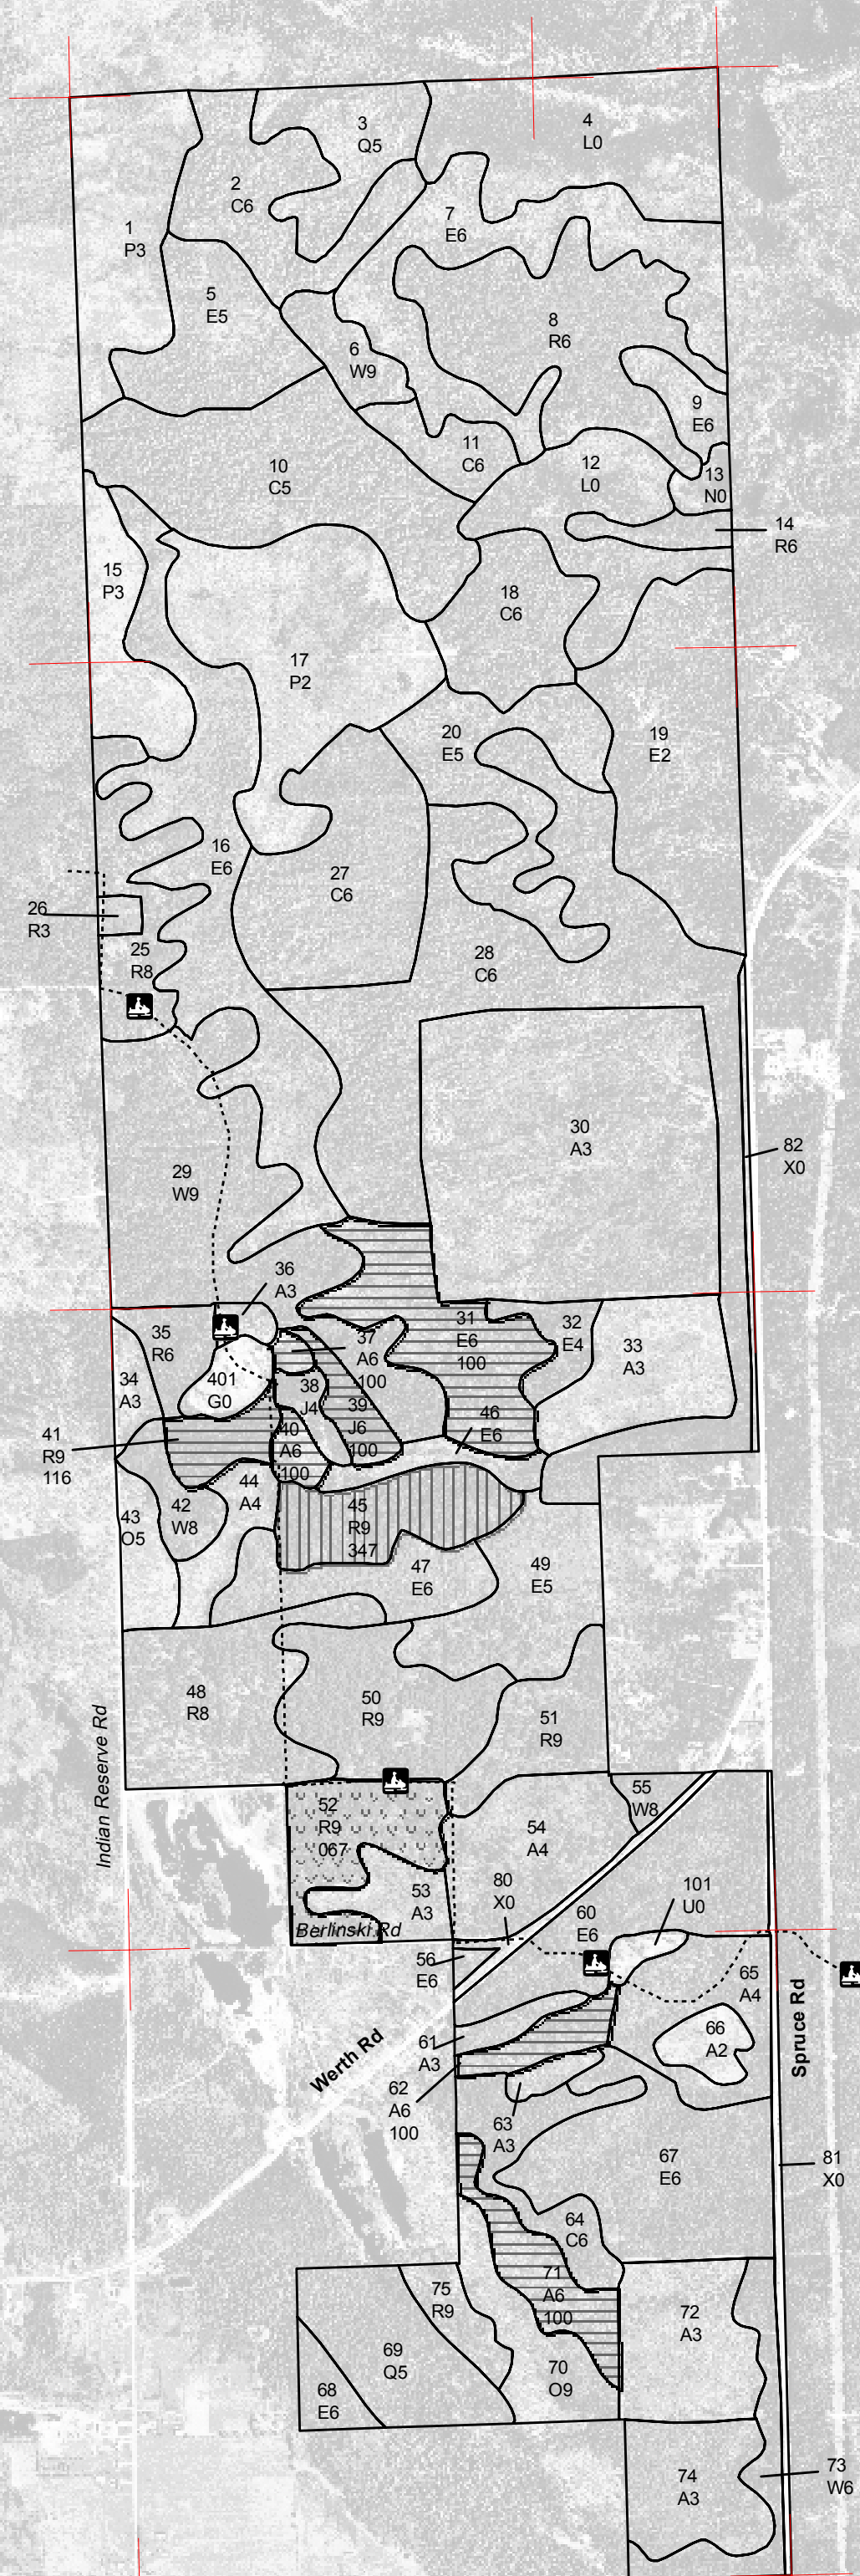 3
Q5
4
L0
2
C6
1
P3
7
E6
5
E5
8
R6
6
W9
9
E6
11
C6
10
C5
12
L0
13
N0
14
R6
15
P3
18
C6
17
P2
20
E5
19
E2
16
E6
27
C6
26
R3
25
R8
28
C6
30
A3
82
X0
29
W9
36
A3
31
E6
100
32
E4
33
A3
35
R6
37
A6
100
34
A3
401
G0
38
J4
39
J6
100
46
E6
40
A6
100
41
R9
116
44
A4
42
W8
43
O5
45
R9
347
47
E6
49
E5
48
R8
50
R9
51
R9
Indian Reserve Rd
55
W8
52
R9
067
54
A4
53
A3
80
X0
101
U0
60
E6
Berlinski Rd
56
E6
65
A4
66
A2
Spruce Rd
Werth Rd
61
A3
62
A6
100
63
A3
67
E6
81
X0
64
C6
71
A6
100
75
R9
72
A3
69
Q5
70
O9
68
E6
73
W6
74
A3